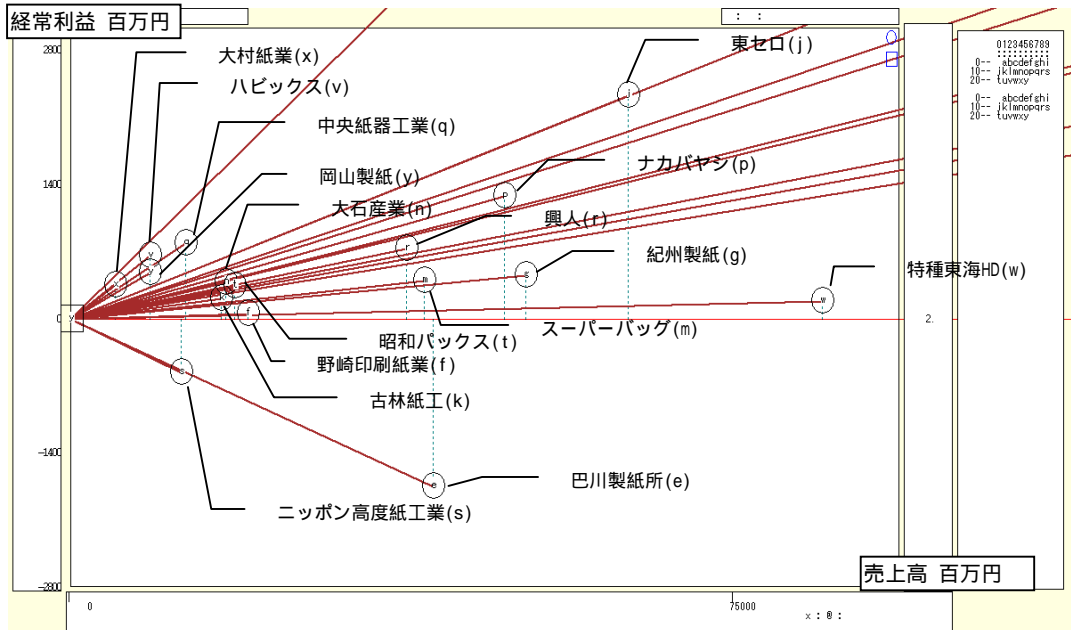 経常利益 百万円
: :
2800
大村紙業(x)
東セロ(j)
0123456789
ハビックス(v)
0-- abcdefghi
10-- jklmnopqrs
20-- tuvwxy
j
0-- abcdefghi
10-- jklmnopqrs
20-- tuvwxy
中央紙器工業(q)
ナカバヤシ(p)
岡山製紙(y)
1400
p
大石産業(n)
興人(r)
q
r
紀州製紙(g)
v
特種東海HD(w)
y
g
x
m
t
k
w
f
0
2.
スーパーバッグ(m)
昭和パックス(t)
野崎印刷紙業(f)
s
古林紙工(k)
-1400
巴川製紙所(e)
e
ニッポン高度紙工業(s)
売上高 百万円
-2800
0
75000
x : @ :